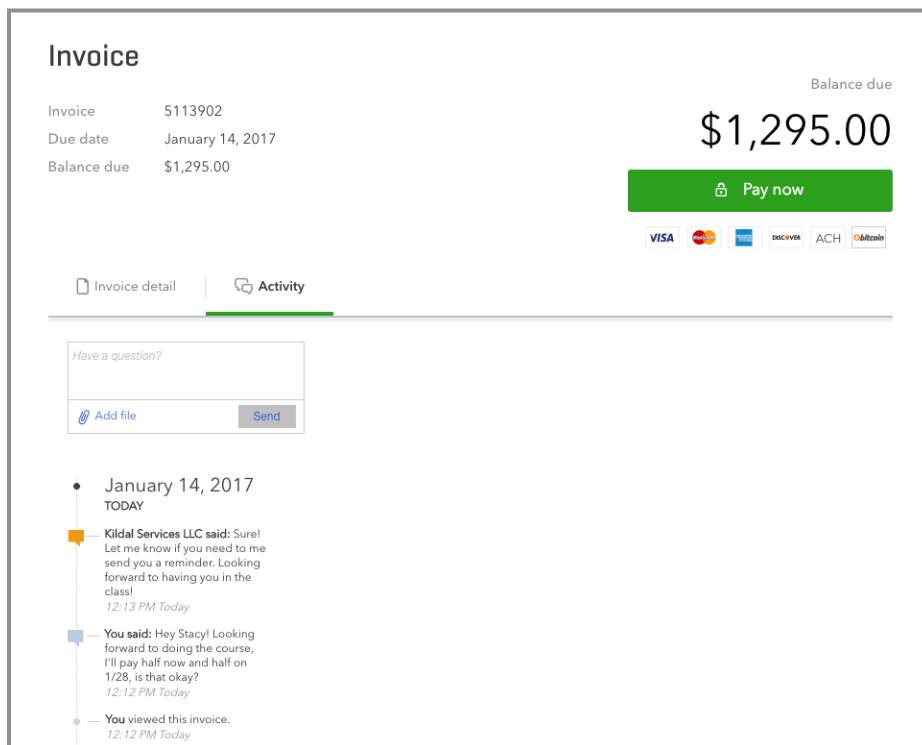 Invoice
Balance due
Invoice 5113902
$1,295.00
Due date January 14, 2017
Balance due $1,295.00
Pay now
VISA MasterCard DISCOVER ACH bitcoin
Invoice detail Activity
Have a question?
Add file Send
January 14, 2017
TODAY
Kildal Services LLC said: Sure!
Let me know if you need to me
send you a reminder. Looking
forward to having you in the
class!
12:13 PM Today
You said: Hey Stacy! Looking
forward to doing the course,
I'll pay half now and half on
1/28, is that okay?
12:12 PM Today
You viewed this invoice.
12:12 PM Today